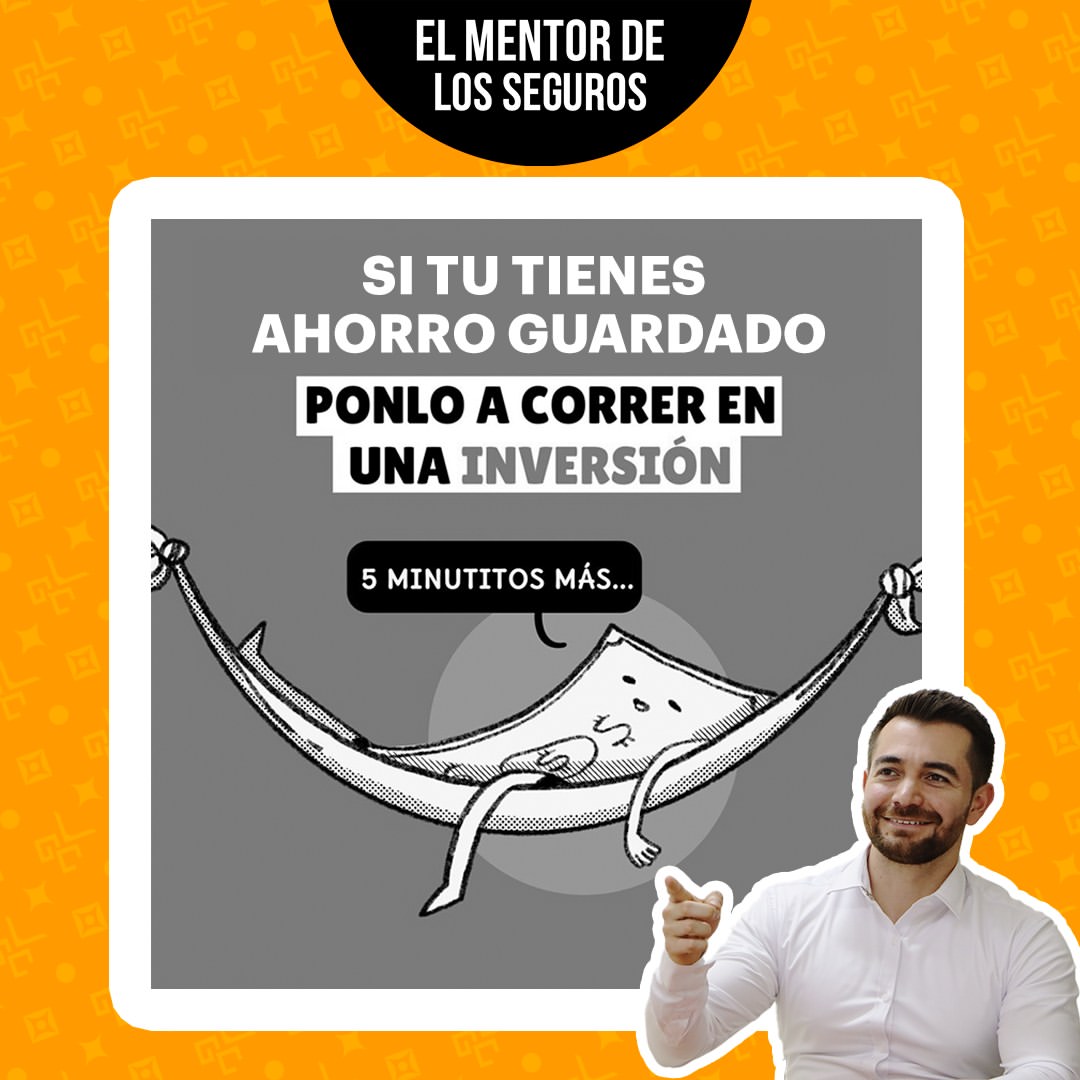 EL MENTOR DE
LOS SEGUROS
SI TU TIENES
AHORRO GUARDADO
PONLO A CORRER EN
UNA INVERSIÓN
5 MINUTITOS MÁS...
$ $